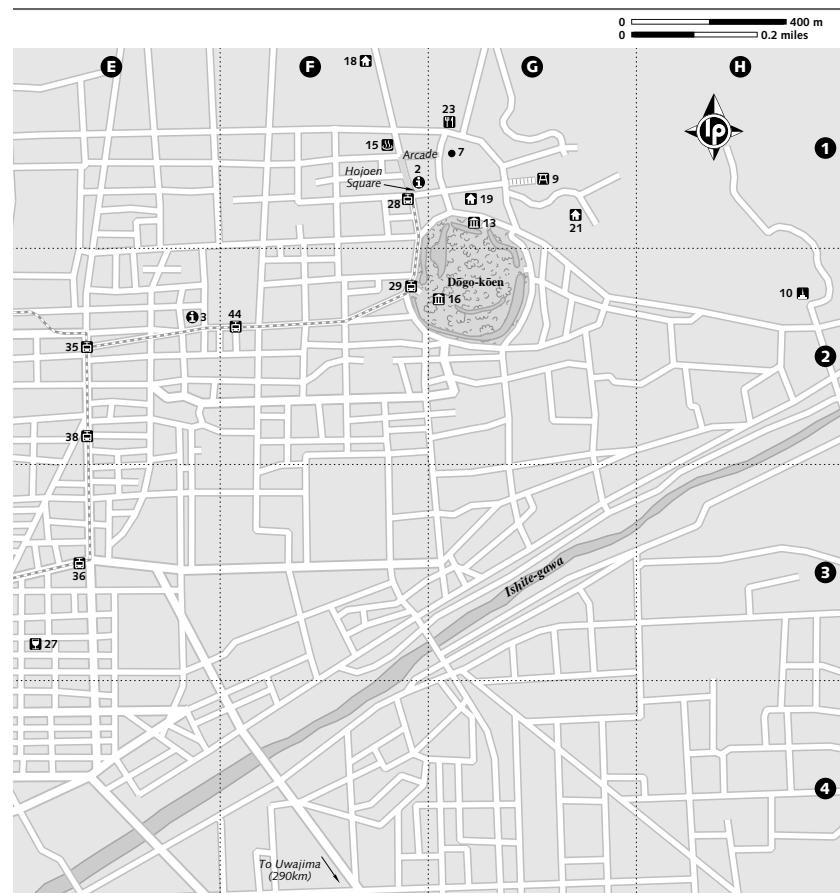 0 400 m
0 0.2 miles
E F G H
18
23
lp
1
15
Arcade
7
2
Hojoen
Square
9
28
19
21
13
29
Dōgo-kōen
10
16
3
44
35
2
38
Ishite-gawa
3
36
27
4
To Uwajima
(290km)